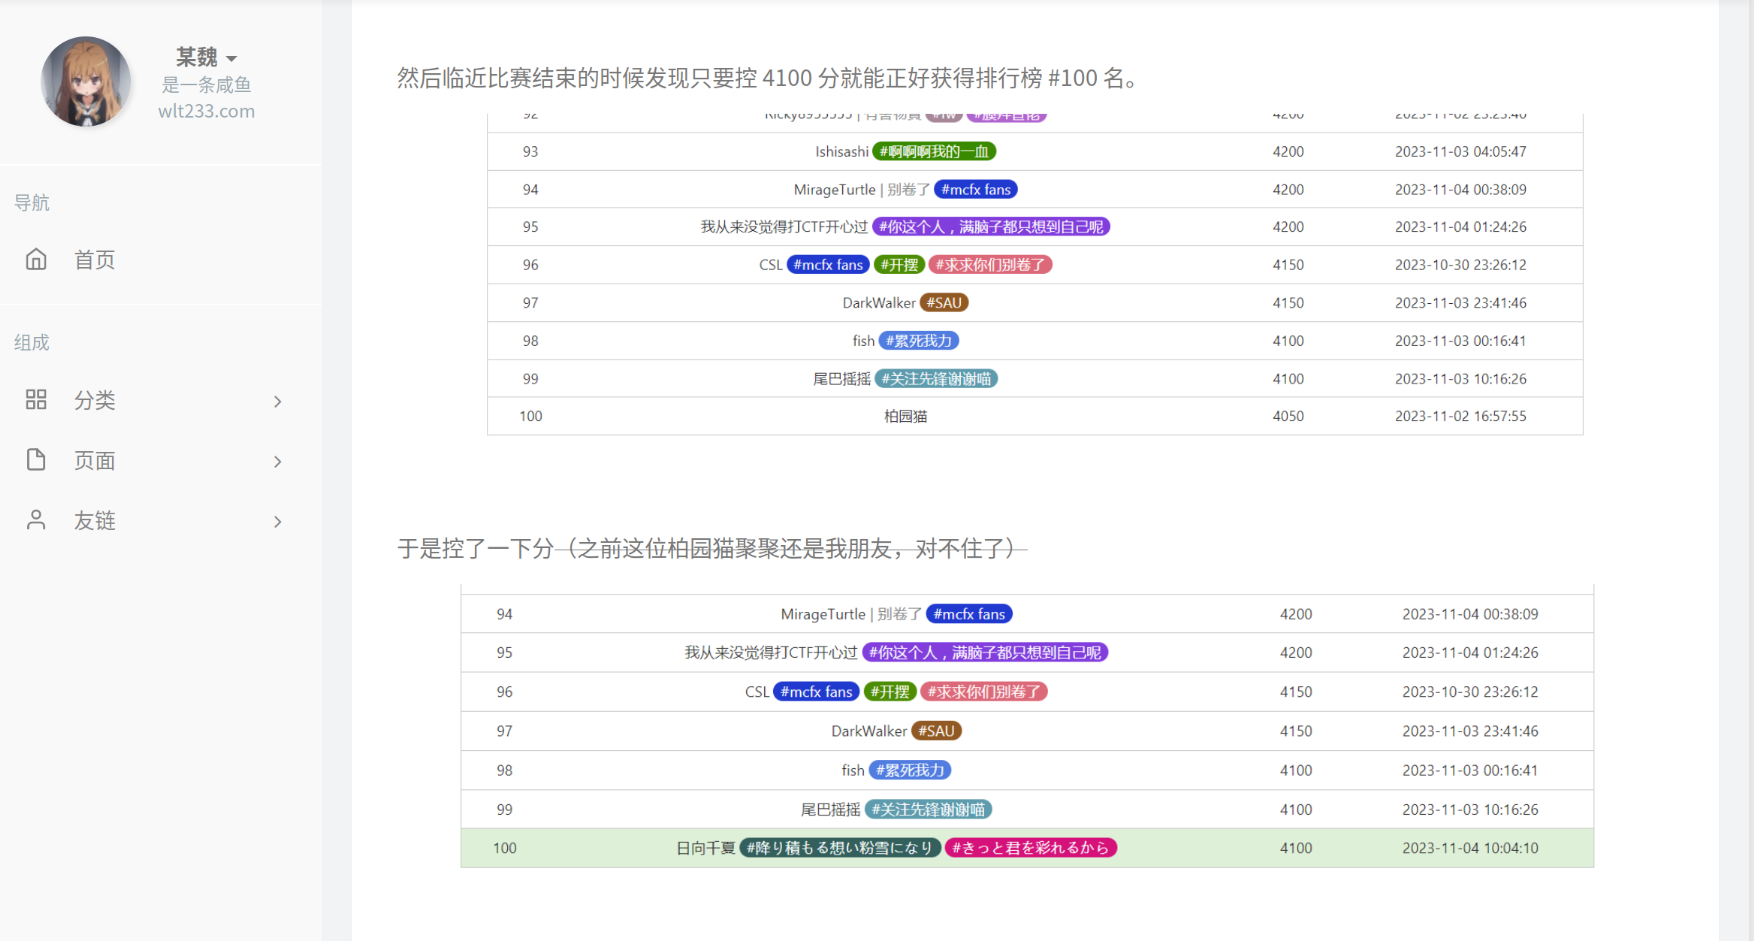 某魏
是一条咸鱼
wlt233.com
导航
首页
组成
分类
页面
友链
然后临近比赛结束的时候发现只要控 4100 分就能正好获得排行榜 #100 名。
92 Ricky8955555 | 有害物質 #fw 4200 2023-11-02 23:23:40
93 Ishisashi #啊啊啊我的一血 4200 2023-11-03 04:05:47
94 MirageTurtle | 别卷了 #mcfx fans 4200 2023-11-04 00:38:09
95 我从来没觉得打CTF开心过 #你这个人，满脑子都只想到自己呢 4200 2023-11-04 01:24:26
96 CSL #mcfx fans #开摆 #求求你们别卷了 4150 2023-10-30 23:26:12
97 DarkWalker #SAU 4150 2023-11-03 23:41:46
98 fish #累死我力 4100 2023-11-03 00:16:41
99 尾巴摇摇 #关注先锋谢谢喵 4100 2023-11-03 10:16:26
100 柏园猫 4050 2023-11-02 16:57:55
于是控了一下分（之前这位柏园猫聚聚还是我朋友，对不住了）
94 MirageTurtle | 别卷了 #mcfx fans 4200 2023-11-04 00:38:09
95 我从来没觉得打CTF开心过 #你这个人，满脑子都只想到自己呢 4200 2023-11-04 01:24:26
96 CSL #mcfx fans #开摆 #求求你们别卷了 4150 2023-10-30 23:26:12
97 DarkWalker #SAU 4150 2023-11-03 23:41:46
98 fish #累死我力 4100 2023-11-03 00:16:41
99 尾巴摇摇 #关注先锋谢谢喵 4100 2023-11-03 10:16:26
100 日向千夏 #降り積もる想い粉雪になり #きっと君を彩れるから 4100 2023-11-04 10:04:10